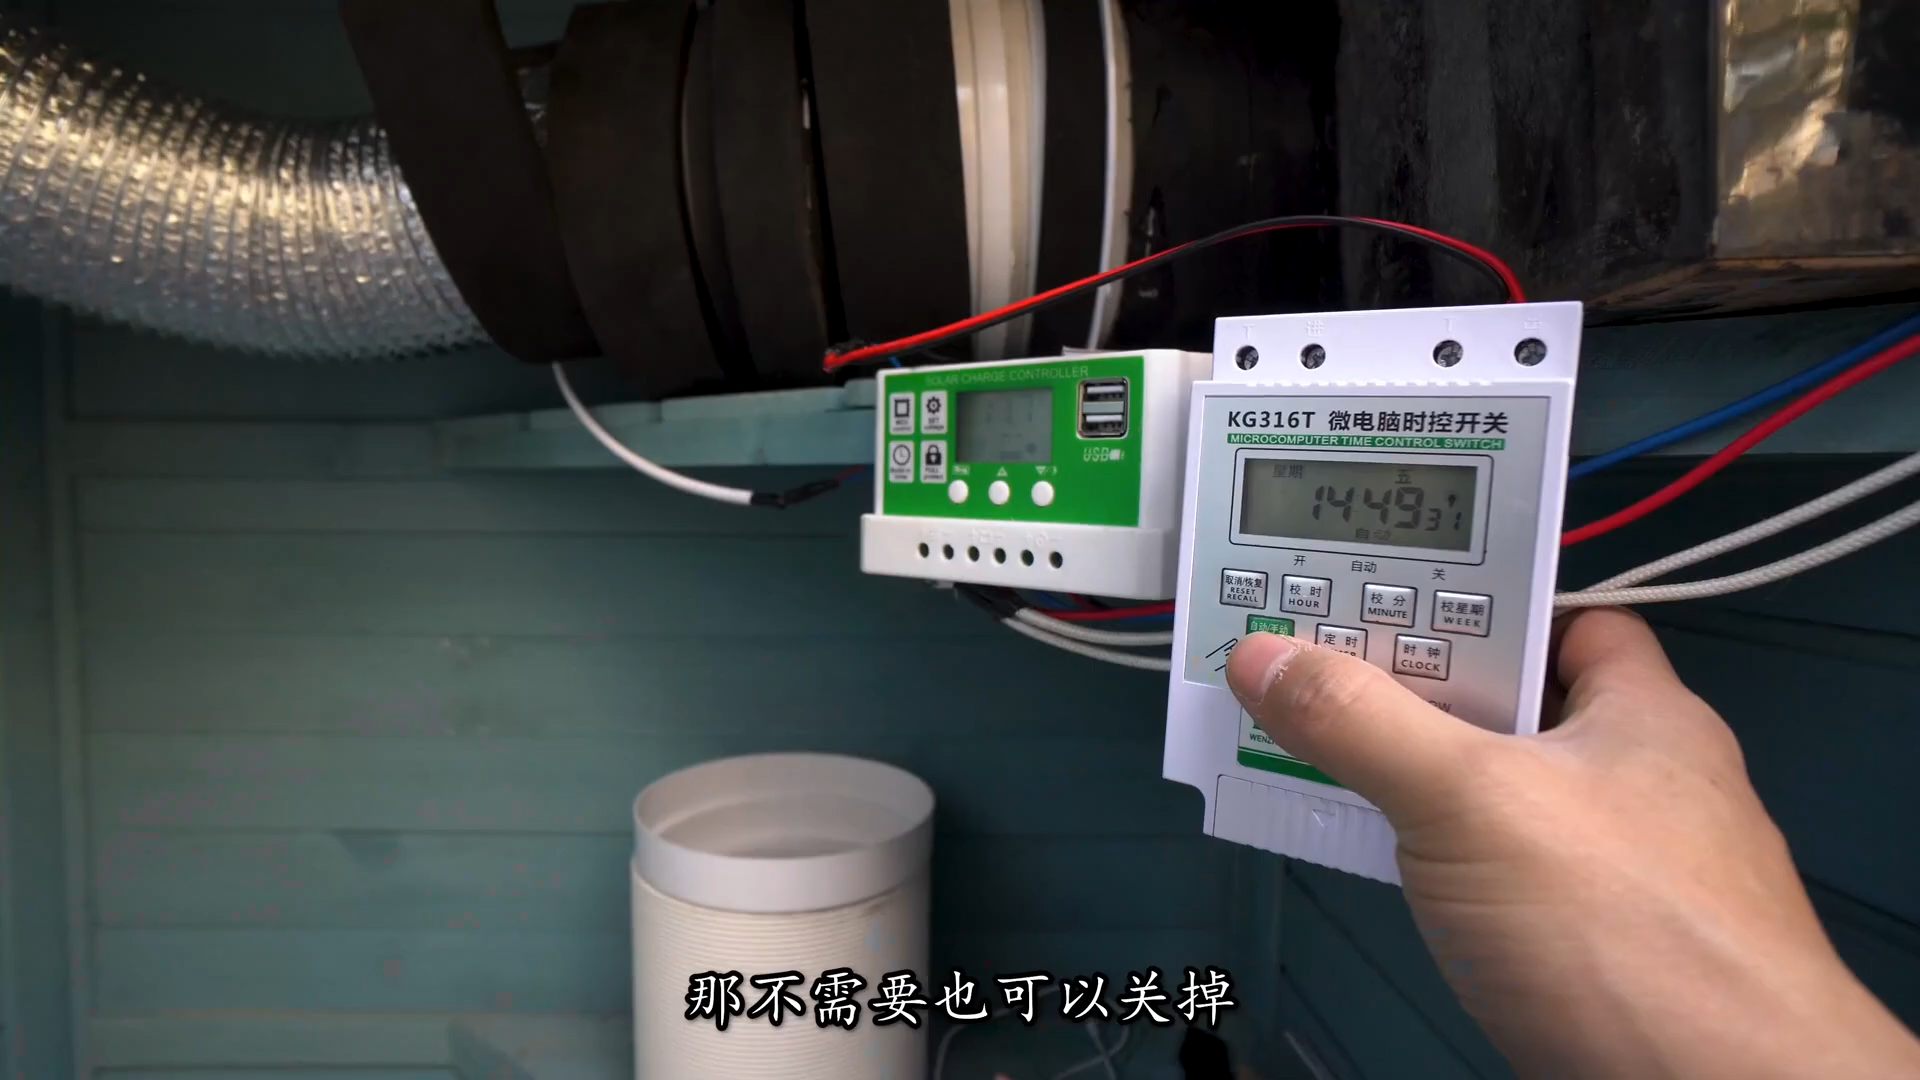 SOLAR CHARGE CONTROLLER
USB
KG316T 微电脑时控开关
MICROCOMPUTER TIME CONTROL SWITCH
星期 五
14:49 31
自动
开 自动 关
取消/恢复
RESET
RECALL
校时
HOUR
校分
MINUTE
校星期
WEEK
自动/手动
定时
时钟
CLOCK
那不需要也可以关掉